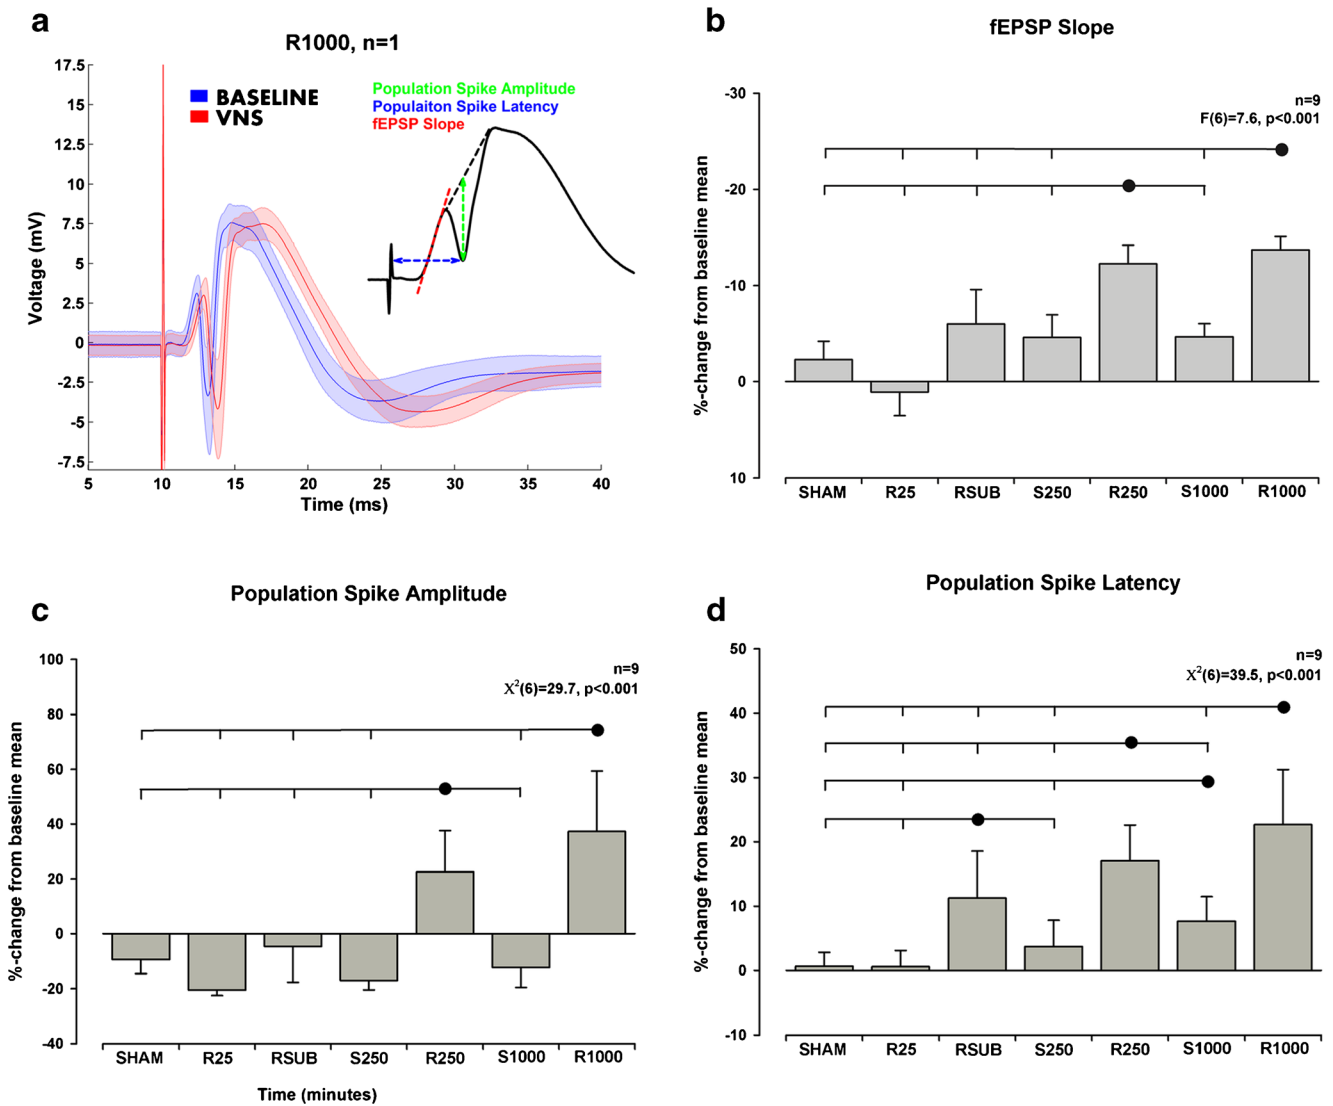 a
R1000, n=1
BASELINE
VNS
Population Spike Amplitude
Populaiton Spike Latency
fEPSP Slope
Voltage (mV)
17.5
15
12.5
10
7.5
5
2.5
0
-2.5
-5
-7.5
5 10 15 20 25 30 35 40
Time (ms)
b
fEPSP Slope
n=9
F(6)=7.6, p<0.001
%-change from baseline mean
-30
-20
-10
0
10
SHAM R25 RSUB S250 R250 S1000 R1000
c
Population Spike Amplitude
n=9
X²(6)=29.7, p<0.001
%-change from baseline mean
100
80
60
40
20
0
-20
-40
SHAM R25 RSUB S250 R250 S1000 R1000
Time (minutes)
d
Population Spike Latency
n=9
X²(6)=39.5, p<0.001
%-change from baseline mean
50
40
30
20
10
0
-10
SHAM R25 RSUB S250 R250 S1000 R1000